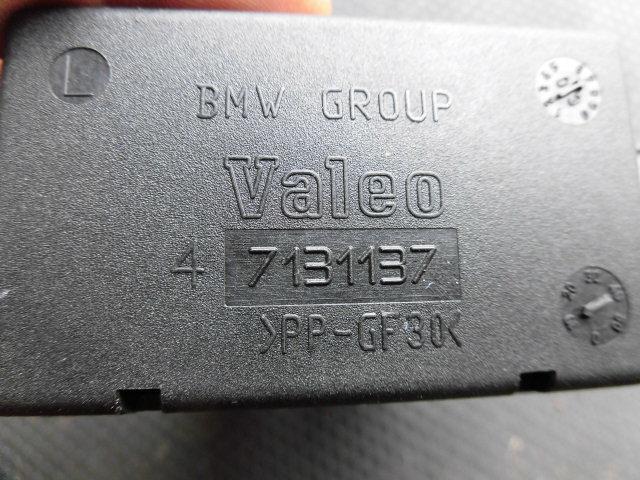 L
BMW GROUP
Valeo
4 7131137
>PP-GF30<